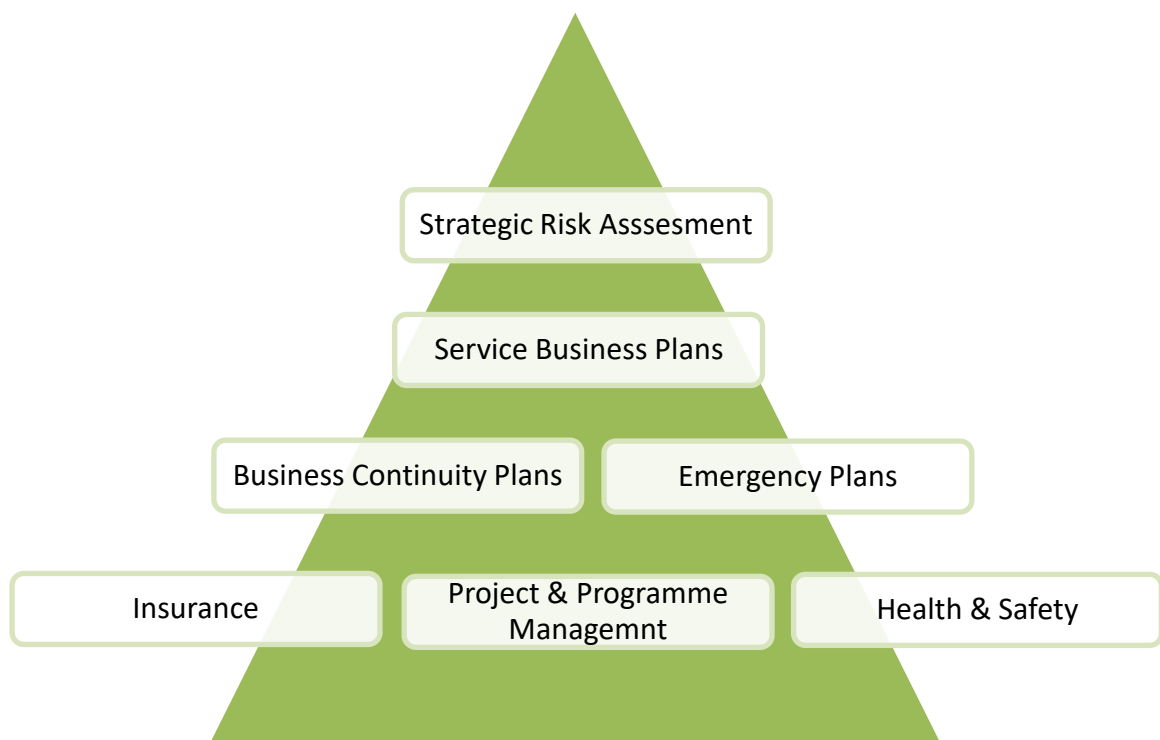 Strategic Risk Asssesment
Service Business Plans
Business Continuity Plans
Emergency Plans
Insurance
Project & Programme
Managemnt
Health & Safety